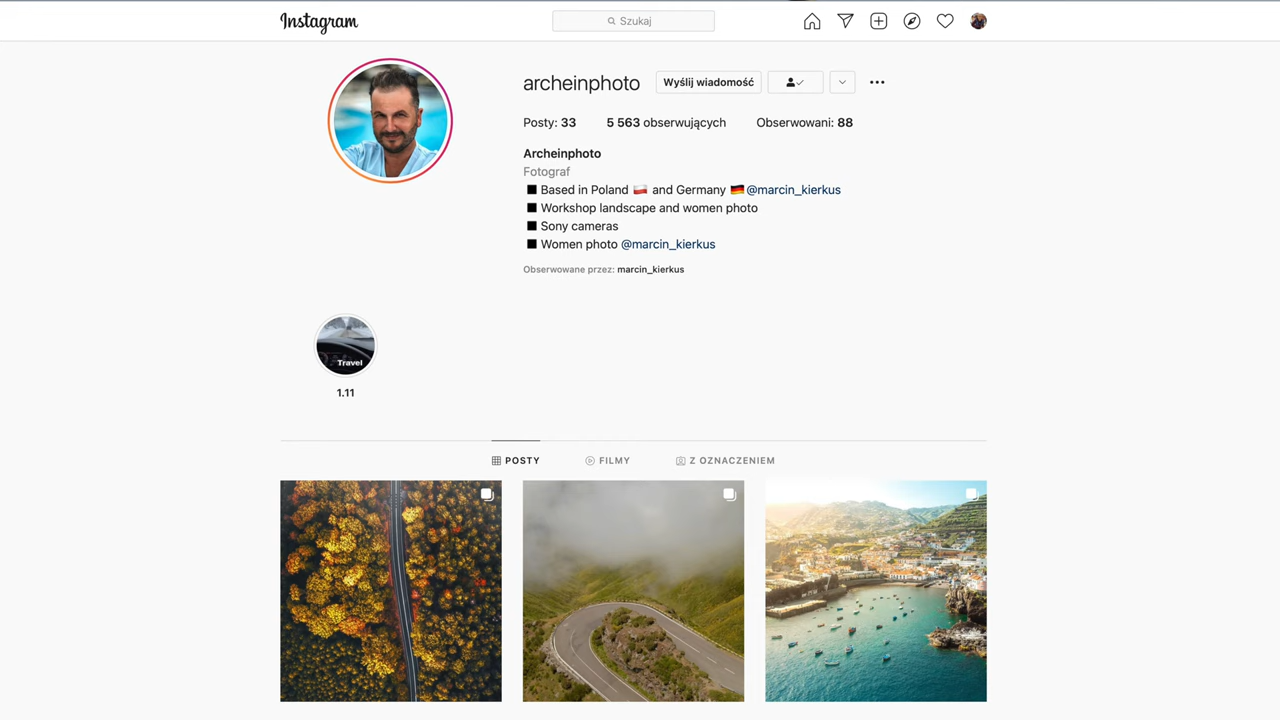 Instagram
Szukaj
archeinphoto Wyślij wiadomość
Posty: 33 5 563 obserwujących Obserwowani: 88
Archeinphoto
Fotograf
Based in Poland 🇵🇱 and Germany 🇩🇪 @marcin_kierkus
Workshop landscape and women photo
Sony cameras
Women photo @marcin_kierkus
Obserwowane przez: marcin_kierkus
Travel
1.11
POSTY FILMY Z OZNACZENIEM